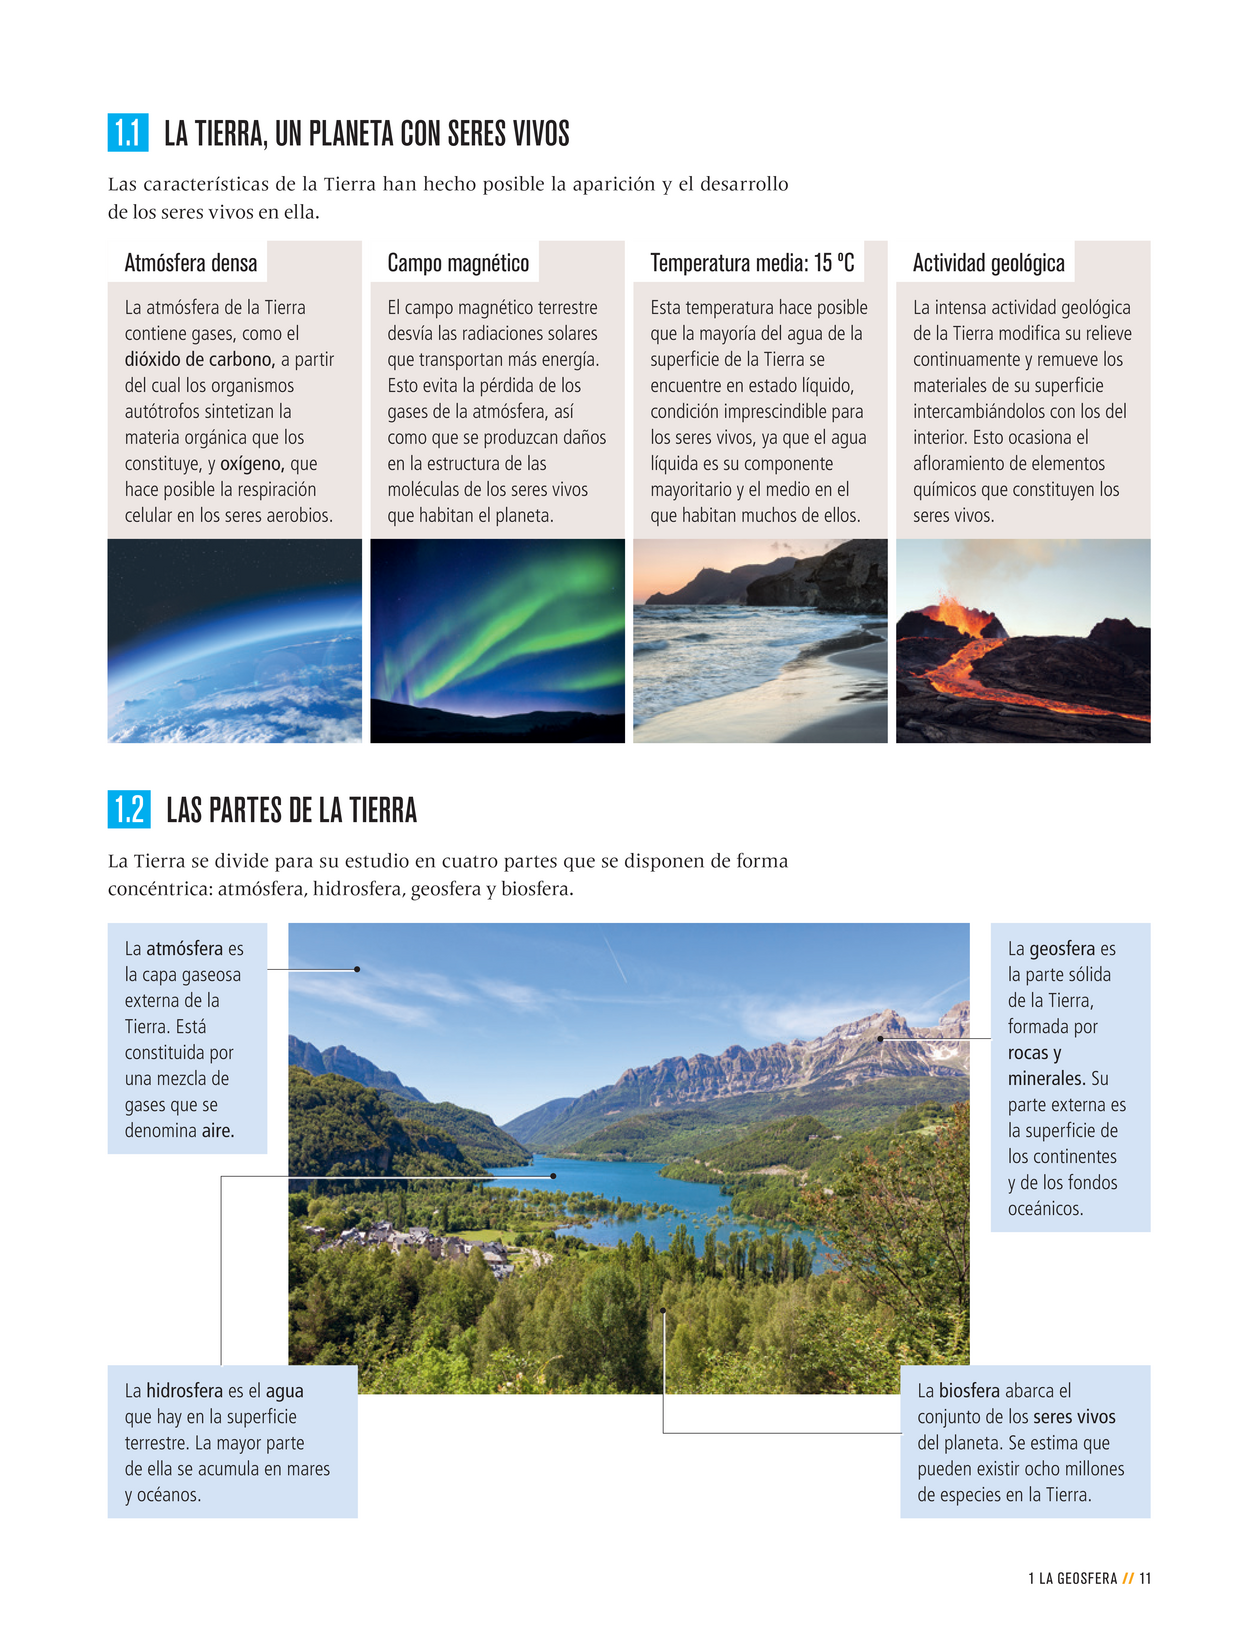 1.1 LA TIERRA, UN PLANETA CON SERES VIVOS
Las características de la Tierra han hecho posible la aparición y el desarrollo
de los seres vivos en ella.
Atmósfera densa
La atmósfera de la Tierra
contiene gases, como el
dióxido de carbono, a partir
del cual los organismos
autótrofos sintetizan la
materia orgánica que los
constituye, y oxígeno, que
hace posible la respiración
celular en los seres aerobios.
Campo magnético
El campo magnético terrestre
desvía las radiaciones solares
que transportan más energía.
Esto evita la pérdida de los
gases de la atmósfera, así
como que se produzcan daños
en la estructura de las
moléculas de los seres vivos
que habitan el planeta.
Temperatura media: 15 ºC
Esta temperatura hace posible
que la mayoría del agua de la
superficie de la Tierra se
encuentre en estado líquido,
condición imprescindible para
los seres vivos, ya que el agua
líquida es su componente
mayoritario y el medio en el
que habitan muchos de ellos.
Actividad geológica
La intensa actividad geológica
de la Tierra modifica su relieve
continuamente y remueve los
materiales de su superficie
intercambiándolos con los del
interior. Esto ocasiona el
afloramiento de elementos
químicos que constituyen los
seres vivos.
1.2 LAS PARTES DE LA TIERRA
La Tierra se divide para su estudio en cuatro partes que se disponen de forma
concéntrica: atmósfera, hidrosfera, geosfera y biosfera.
La atmósfera es
la capa gaseosa
externa de la
Tierra. Está
constituida por
una mezcla de
gases que se
denomina aire.
La geosfera es
la parte sólida
de la Tierra,
formada por
rocas y
minerales. Su
parte externa es
la superficie de
los continentes
y de los fondos
oceánicos.
La hidrosfera es el agua
que hay en la superficie
terrestre. La mayor parte
de ella se acumula en mares
y océanos.
La biosfera abarca el
conjunto de los seres vivos
del planeta. Se estima que
pueden existir ocho millones
de especies en la Tierra.
1 LA GEOSFERA // 11